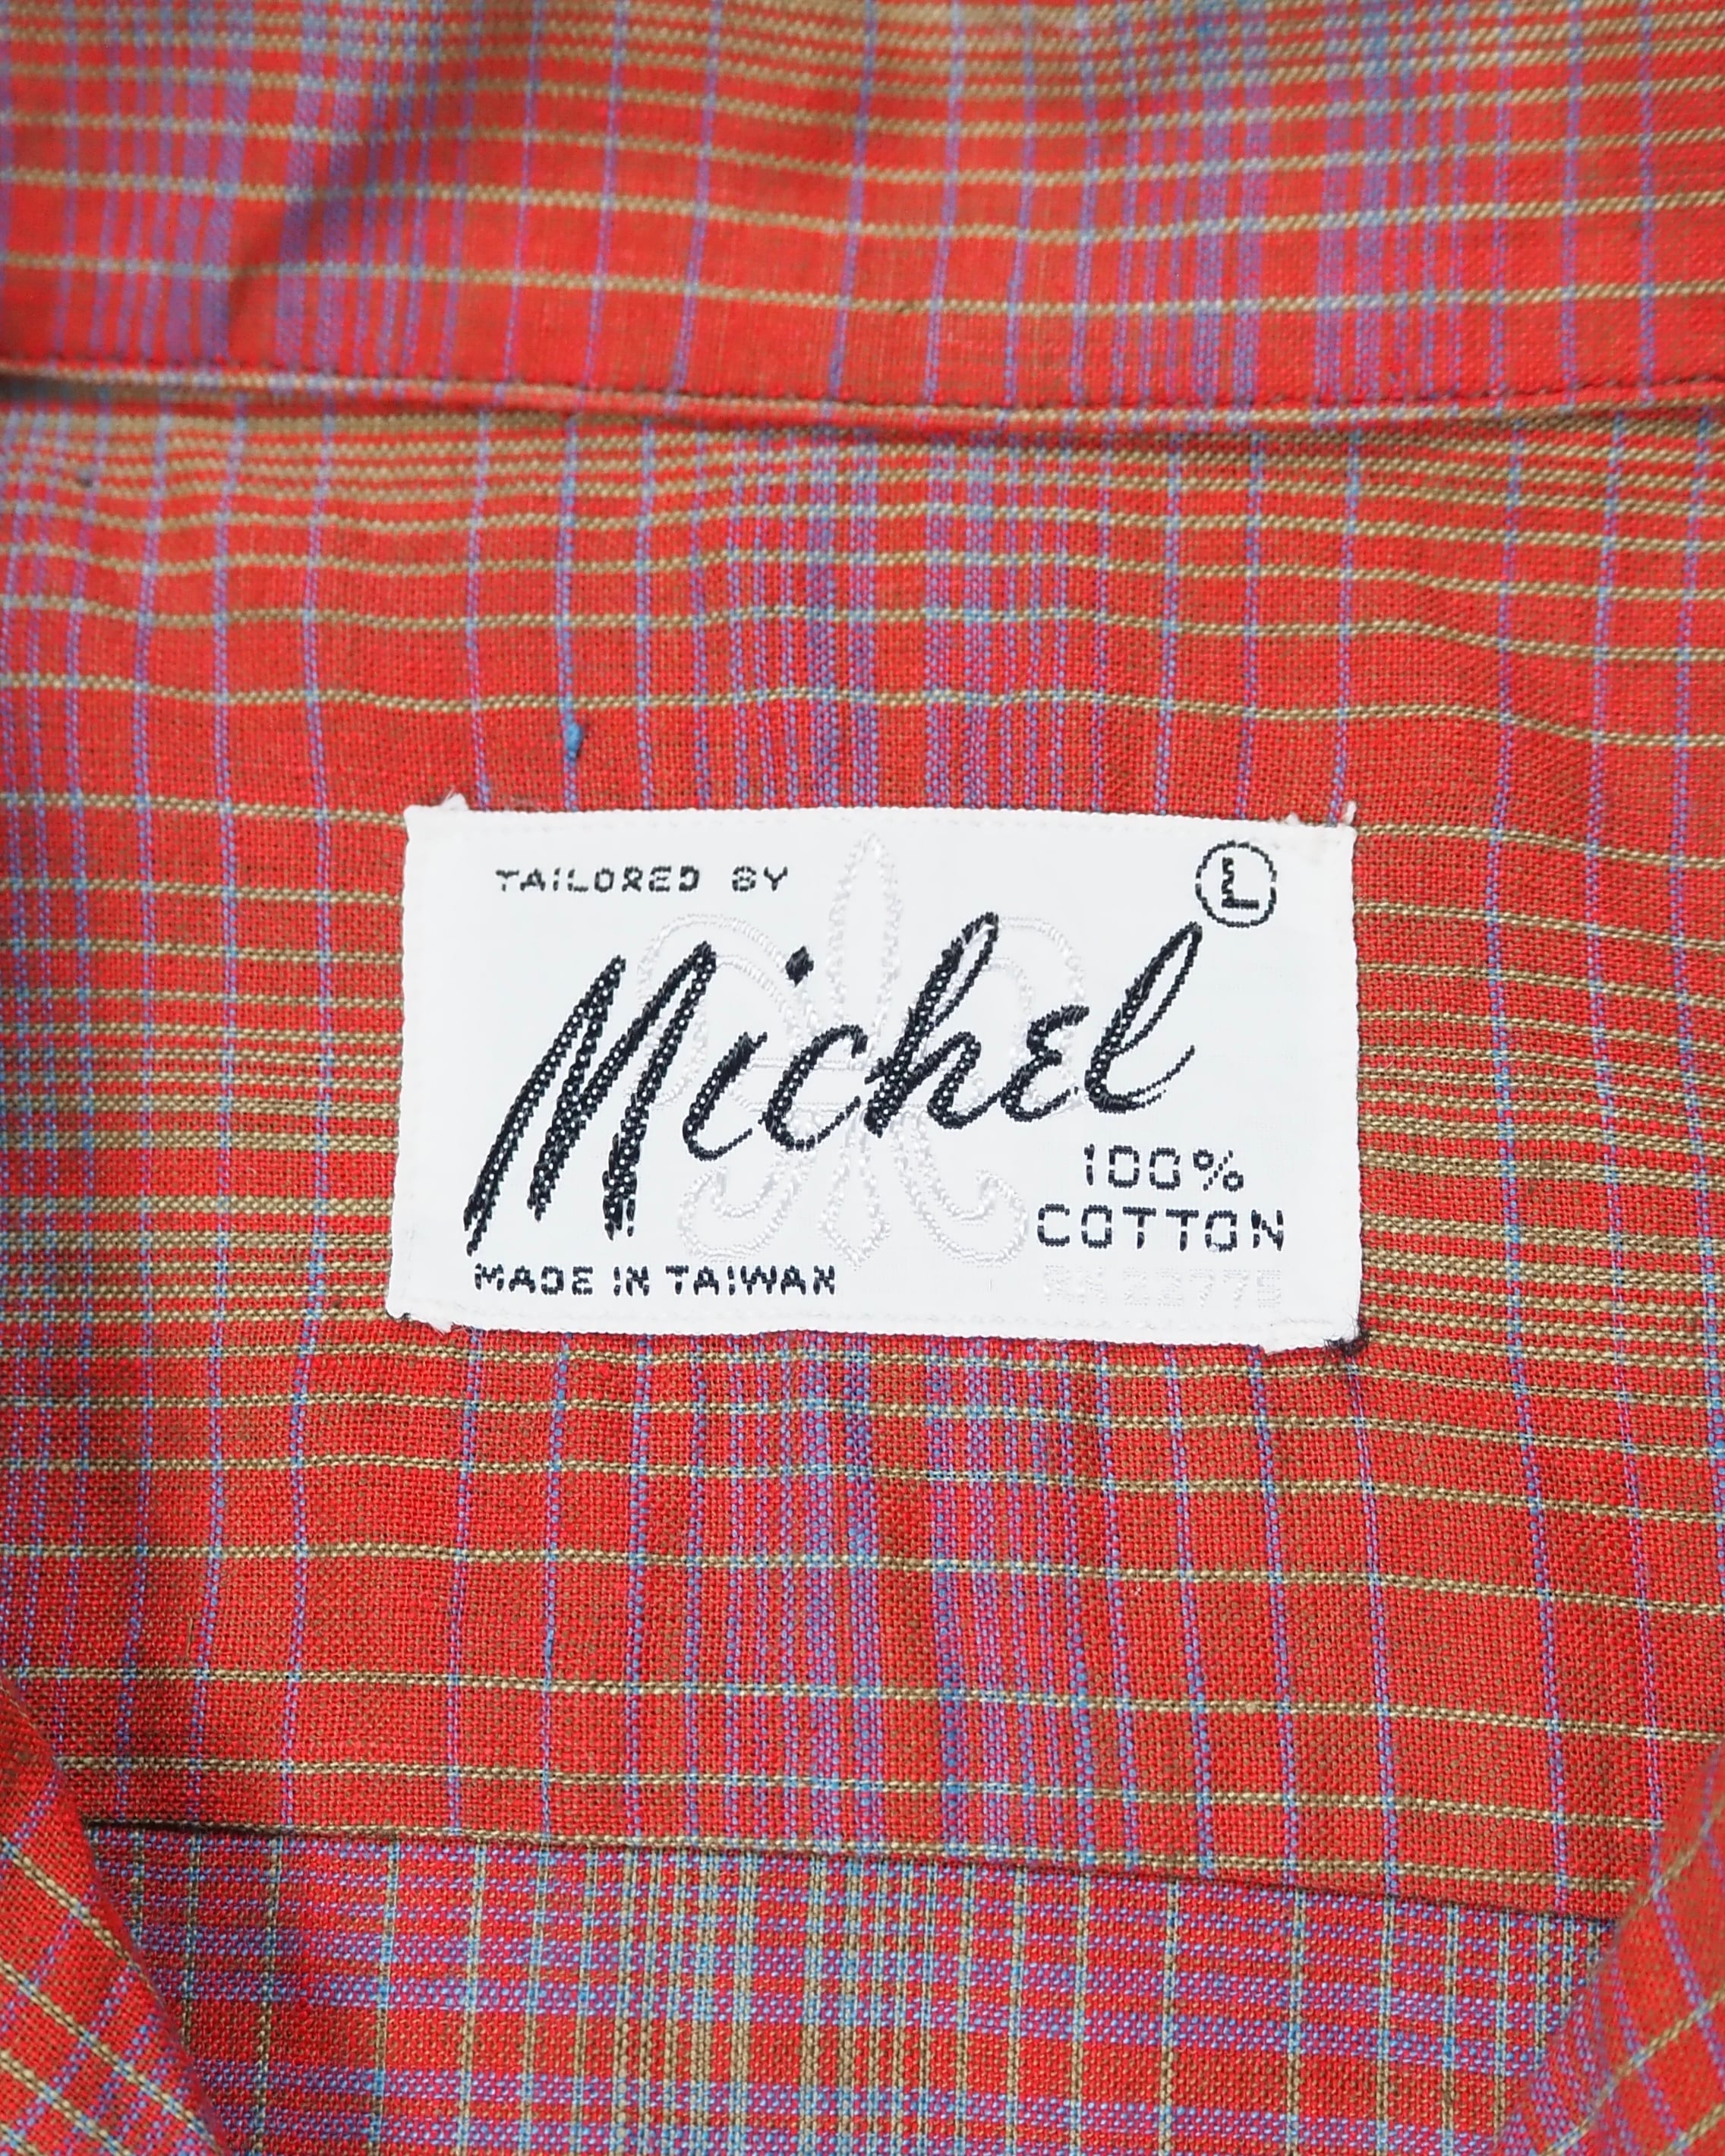 TAILORED BY
L
Michel
100%
COTTON
MADE IN TAIWAN